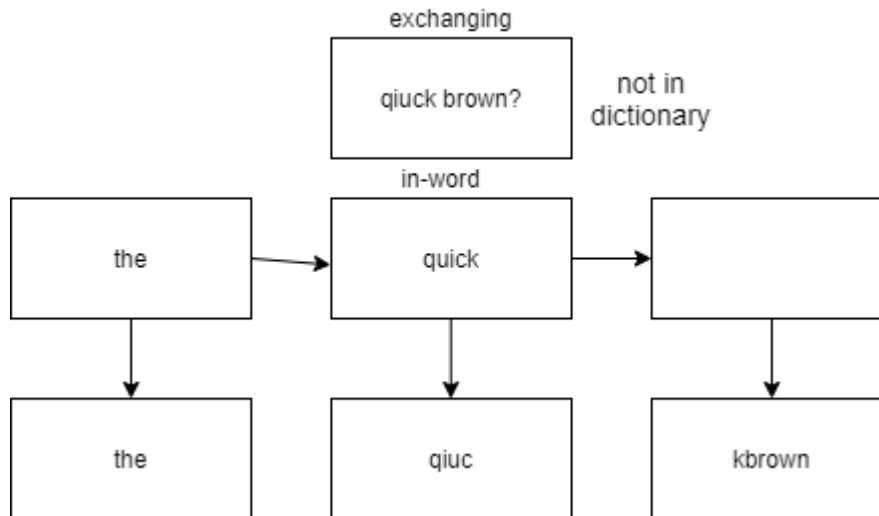 exchanging
qiuck brown?
not in
dictionary
in-word
the
quick
the
qiuc
kbrown